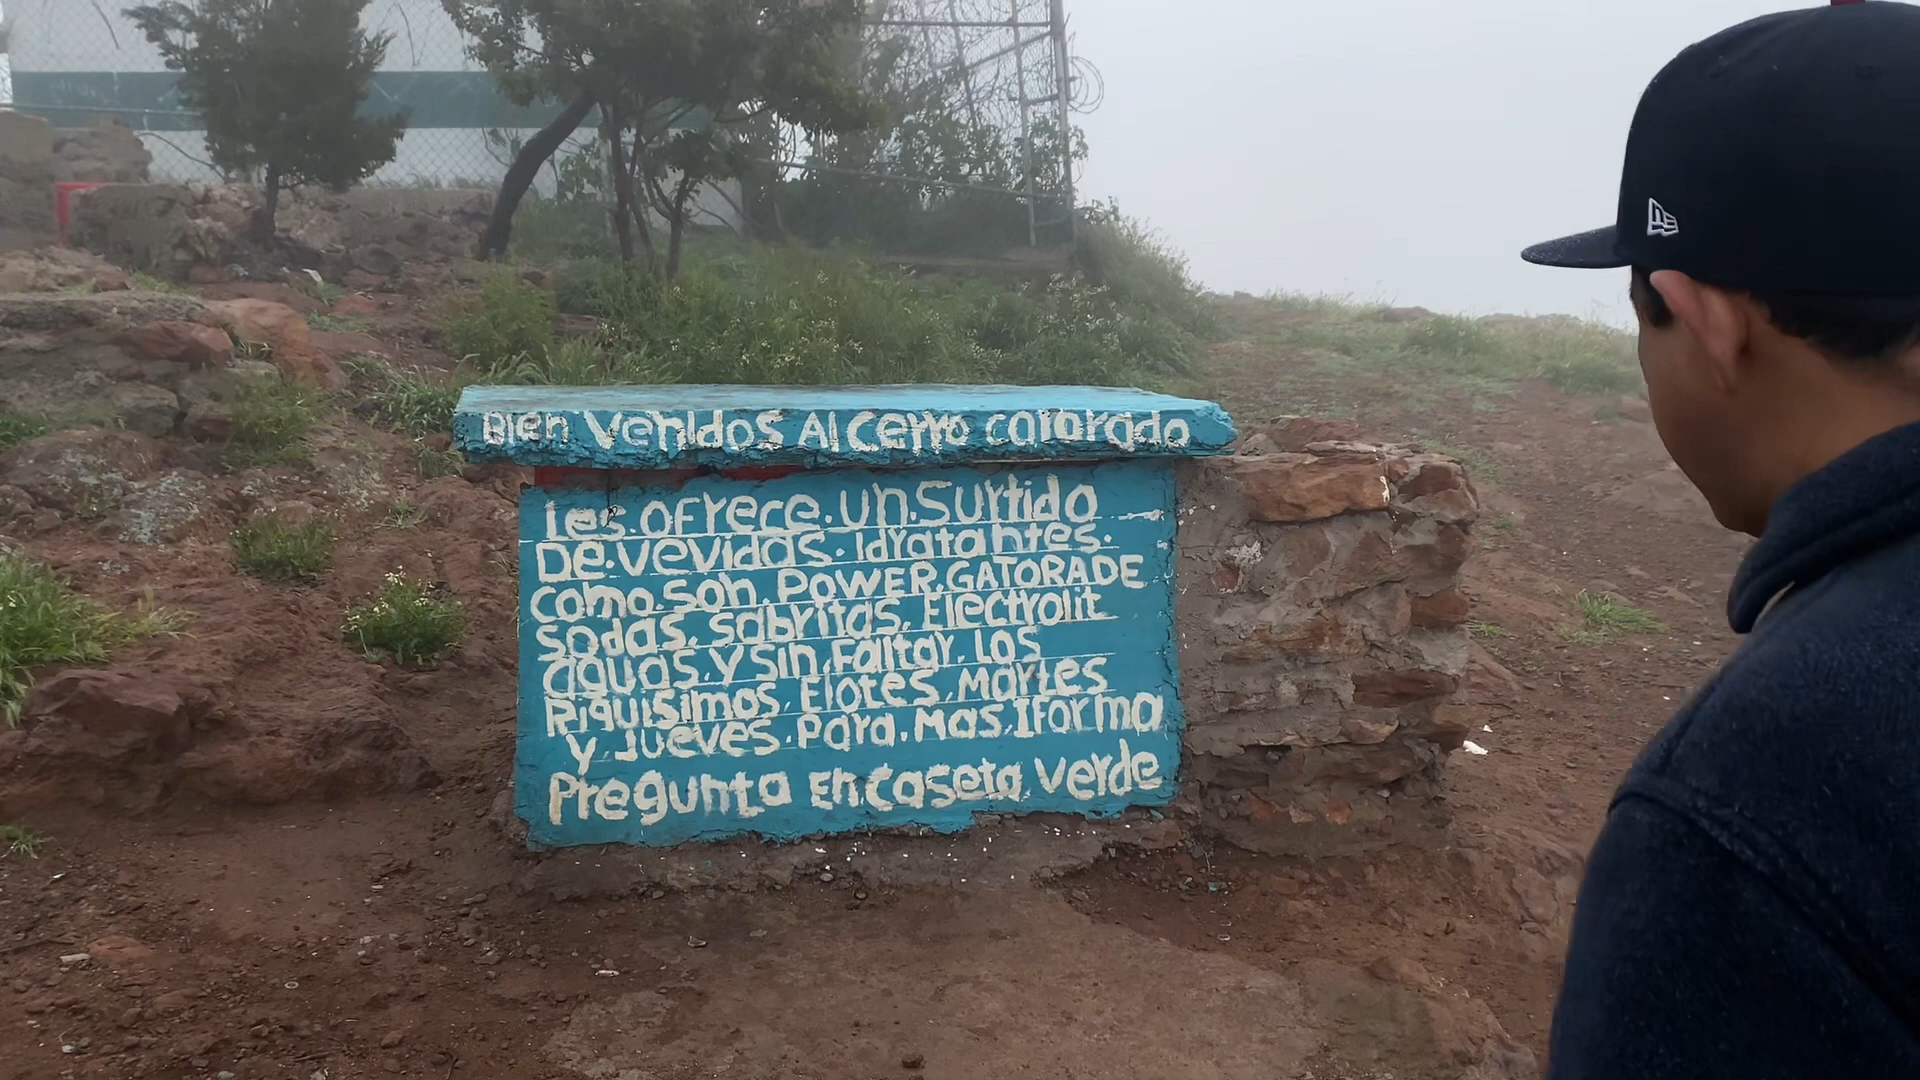 Bien Venidos Al Cerro Cororado
Les. oFrece. Un. Surtido
De. Vevidas. Idratantes.
Como. Son. POWER. GATORADE
SODAS. Sabritas. Electrolit
aguas. y Sin. Faltar. Los
Riquisimos. Elotes. Martes
y Jueves. Para. Mas. IForma
Pregunta En. Caseta Verde